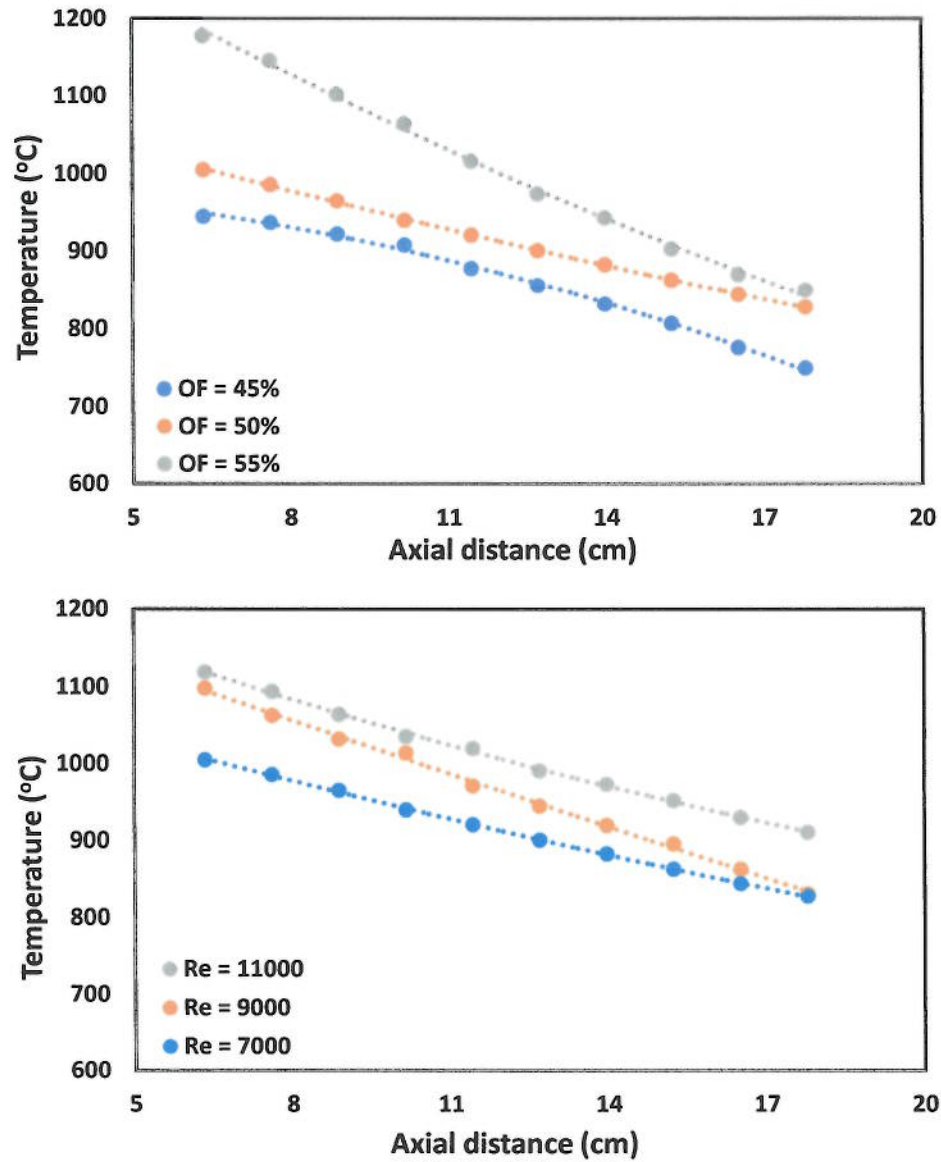 1200
1100
1000
900
800
700
600
Temperature (°C)
OF = 45%
OF = 50%
OF = 55%
5 8 11 14 17 20
Axial distance (cm)
1200
1100
1000
900
800
700
600
Temperature (°C)
Re = 11000
Re = 9000
Re = 7000
5 8 11 14 17 20
Axial distance (cm)